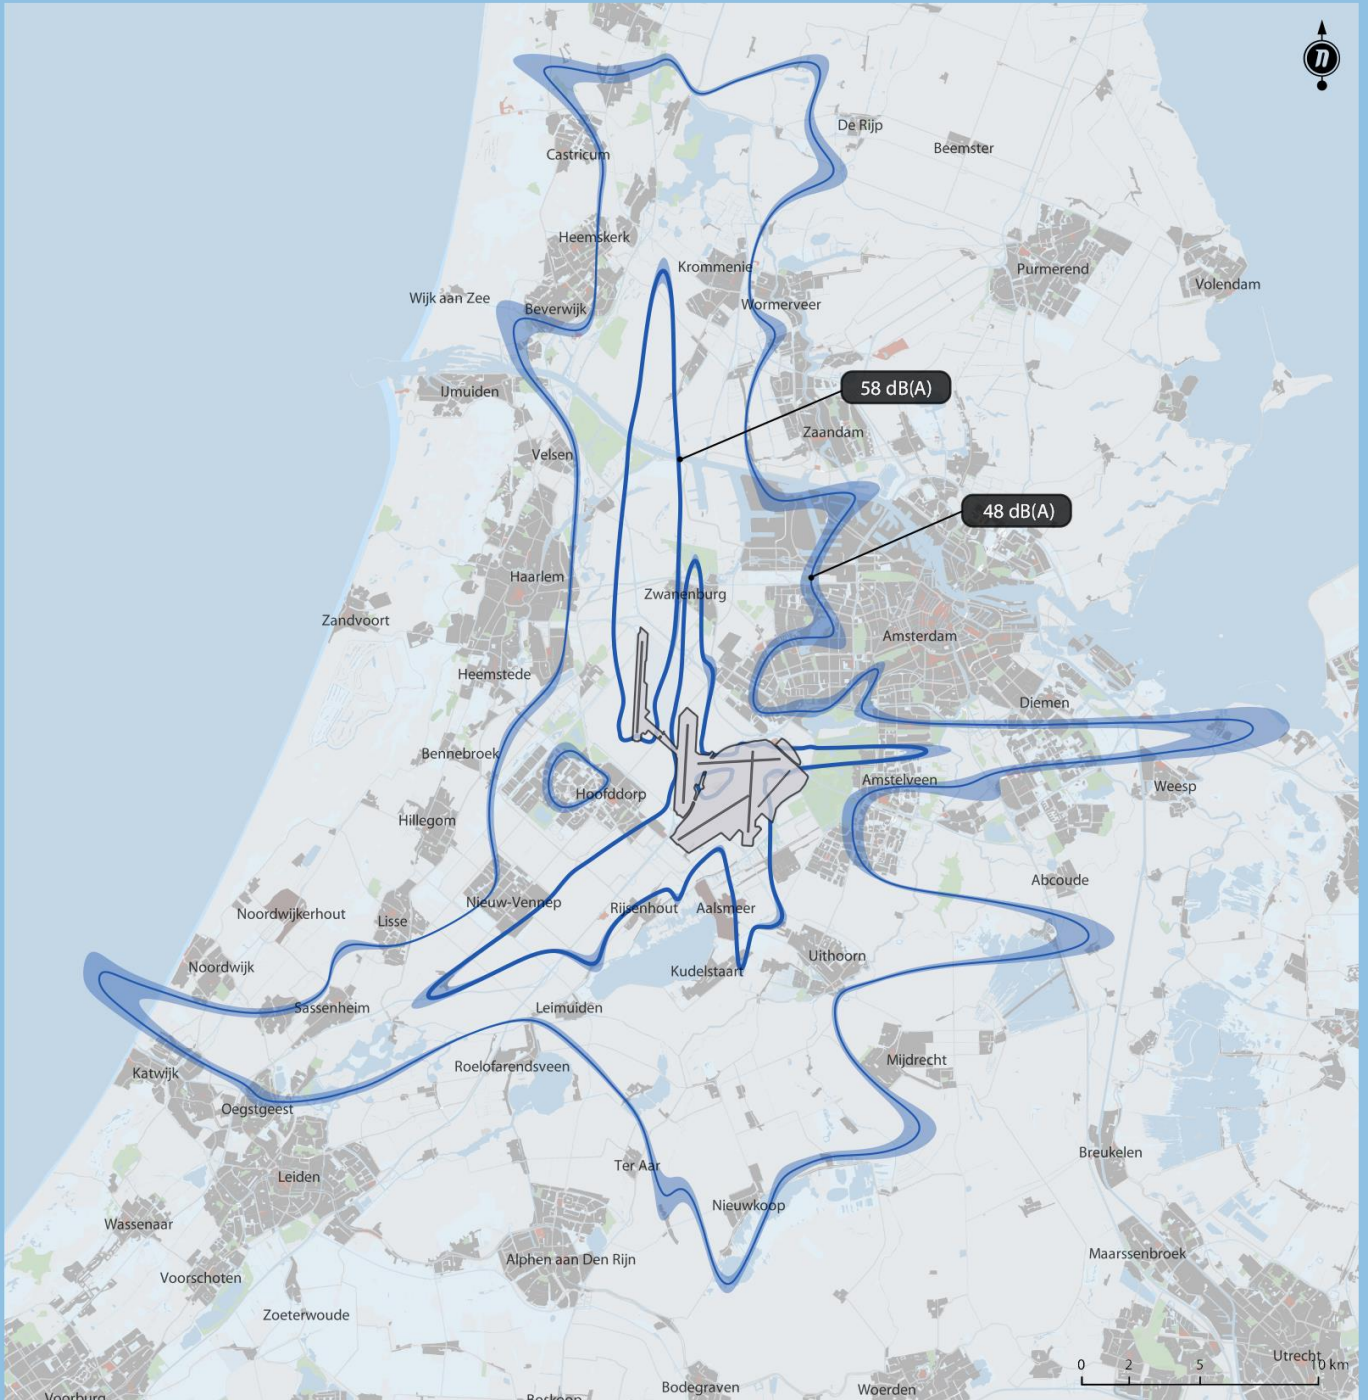 n
De Rijp
Beemster
Castricum
Heemskerk
Krommenie
Purmerend
Volendam
Wijk aan Zee
Beverwijk
Wormerveer
58 dB(A)
IJmuiden
Zaandam
Velsen
48 dB(A)
Haarlem
Zwanenburg
Zandvoort
Amsterdam
Heemstede
Diemen
Bennebroek
Amstelveen
Weesp
Hoofddorp
Hillegom
Abcoude
Nieuw-Vennep
Rijsenhout
Aalsmeer
Noordwijkerhout
Lisse
Uithoorn
Noordwijk
Kudelstaart
Sassenheim
Leimuiden
Mijdrecht
Roelofarendsveen
Katwijk
Oegstgeest
Breukelen
Ter Aar
Leiden
Nieuwkoop
Wassenaar
Maarssenbroek
Alphen aan Den Rijn
Voorschoten
Zoeterwoude
Utrecht
0 2 5 10 km
Bodegraven
Woerden
Voorburg
Boskoop